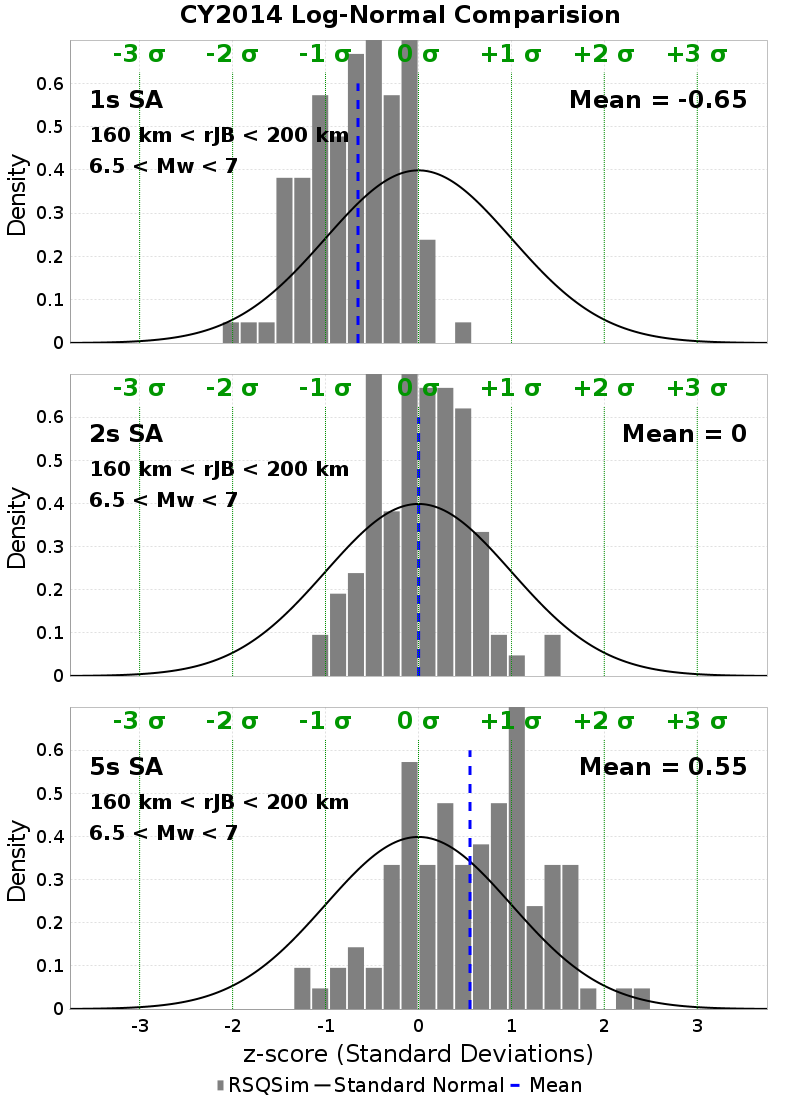 CY2014 Log-Normal Comparision
-3 σ -2 σ -1 σ 0 σ +1 σ +2 σ +3 σ
1s SA Mean = -0.65
160 km < rJB < 200 km
6.5 < Mw < 7
0.6
0.5
0.4
0.3
0.2
0.1
0
Density
-3 σ -2 σ -1 σ 0 σ +1 σ +2 σ +3 σ
2s SA Mean = 0
160 km < rJB < 200 km
6.5 < Mw < 7
0.6
0.5
0.4
0.3
0.2
0.1
0
Density
-3 σ -2 σ -1 σ 0 σ +1 σ +2 σ +3 σ
5s SA Mean = 0.55
160 km < rJB < 200 km
6.5 < Mw < 7
0.6
0.5
0.4
0.3
0.2
0.1
0
Density
-3 -2 -1 0 1 2 3
z-score (Standard Deviations)
RSQSim Standard Normal Mean